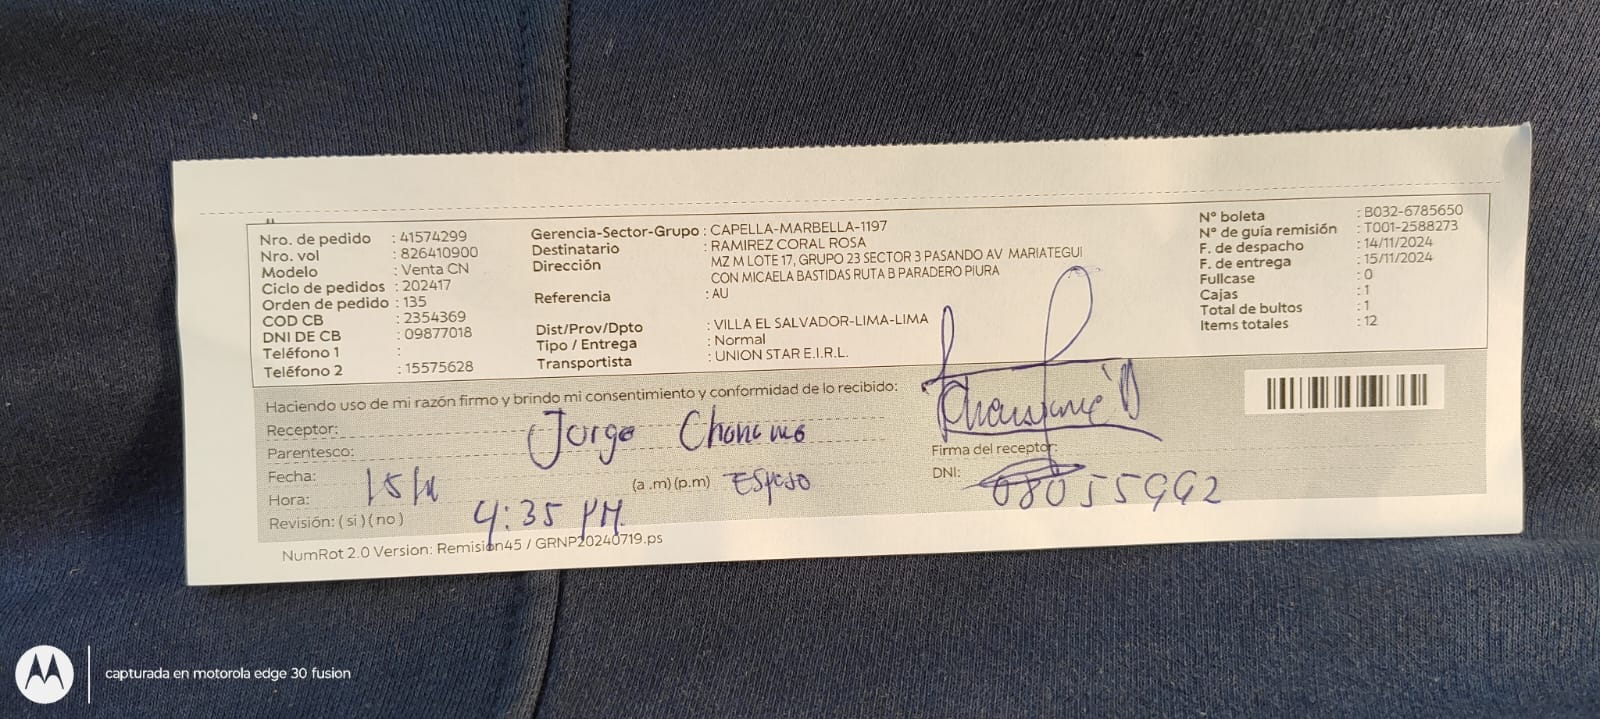 Nro. de pedido : 41574299
Nro. vol : 826410900
Modelo : Venta CN
Ciclo de pedidos : 202417
Orden de pedido : 135
COD CB : 2354369
DNI DE CB : 09877018
Teléfono 1 :
Teléfono 2 : 15575628
Gerencia-Sector-Grupo : CAPELLA-MARBELLA-1197
Destinatario : RAMIREZ CORAL ROSA
Dirección MZ M LOTE 17, GRUPO 23 SECTOR 3 PASANDO AV MARIATEGUI
CON MICAELA BASTIDAS RUTA B PARADERO PIURA
Referencia : AU
Dist/Prov/Dpto : VILLA EL SALVADOR-LIMA-LIMA
Tipo / Entrega : Normal
Transportista : UNION STAR E.I.R.L.
N° boleta : B032-6785650
N° de guía remisión : T001-2588273
F. de despacho : 14/11/2024
F. de entrega : 15/11/2024
Fullcase : 0
Cajas : 1
Total de bultos : 1
Items totales : 12
Haciendo uso de mi razón firmo y brindo mi consentimiento y conformidad de lo recibido:
Receptor: Jorge
Parentesco: Esposo
Fecha: 15/11
Hora: 4:35 PM (a .m) (p.m)
Revisión: ( si ) ( no )
Firma del receptor:
DNI: 08055992
NumRot 2.0 Version: Remisión45 / GRNP20240719.ps
capturada en motorola edge 30 fusion